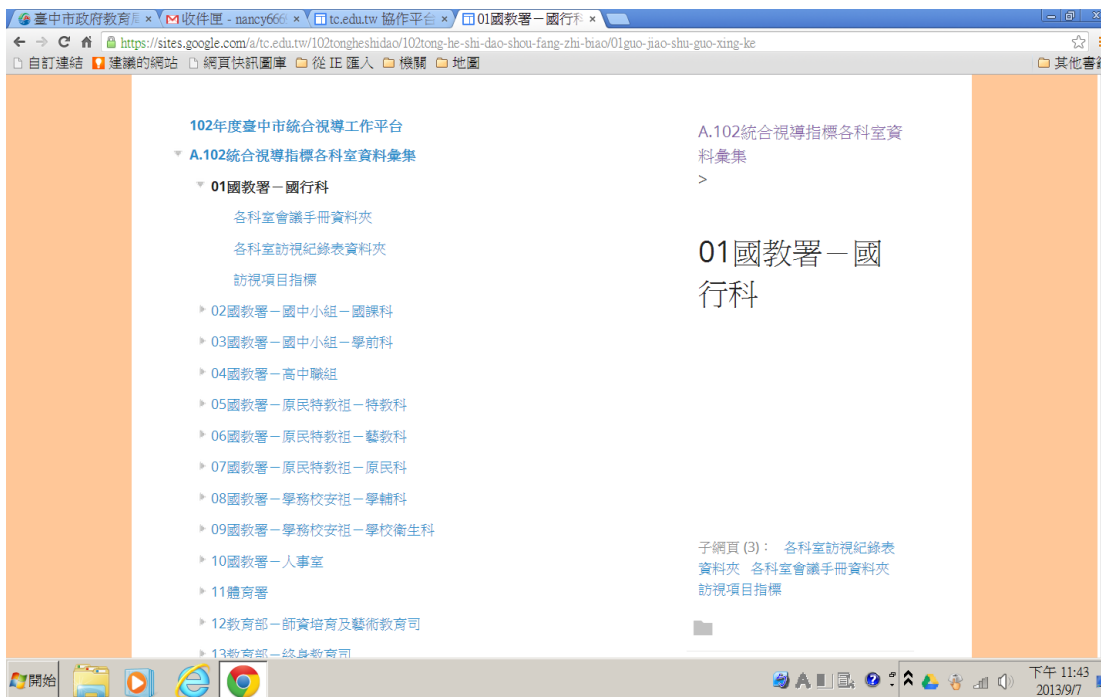 臺中市政府教育局
收件匣 - nancy666
tc.edu.tw 協作平台
01國教署－國行科
https://sites.google.com/a/tc.edu.tw/102tongheshidao/102tong-he-shi-dao-shou-fang-zhi-biao/01guo-jiao-shu-guo-xing-ke
自訂連結 建議的網站 網頁快訊圖庫 從 IE 匯入 機關 地圖 其他書籤
102年度臺中市統合視導工作平台
A.102統合視導指標各科室資料彙集
01國教署－國行科
各科室會議手冊資料夾
各科室訪視紀錄表資料夾
訪視項目指標
02國教署－國中小組－國課科
03國教署－國中小組－學前科
04國教署－高中職組
05國教署－原民特教祖－特教科
06國教署－原民特教祖－藝教科
07國教署－原民特教祖－原民科
08國教署－學務校安祖－學輔科
09國教署－學務校安祖－學校衛生科
10國教署－人事室
11體育署
12教育部－師資培育及藝術教育司
13教育部－終身教育司
A.102統合視導指標各科室資
料彙集
>
01國教署－國
行科
子網頁 (3)： 各科室訪視紀錄表
資料夾 各科室會議手冊資料夾
訪視項目指標
開始
下午 11:43
2013/9/7